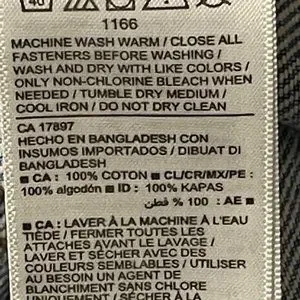 40
1166
MACHINE WASH WARM / CLOSE ALL
FASTENERS BEFORE WASHING /
WASH AND DRY WITH LIKE COLORS /
ONLY NON-CHLORINE BLEACH WHEN
NEEDED / TUMBLE DRY MEDIUM /
COOL IRON / DO NOT DRY CLEAN
CA 17897
HECHO EN BANGLADESH CON
INSUMOS IMPORTADOS / DIBUAT DI
BANGLADESH
■ CA: 100% COTON ■ CL/CR/MX/PE:
100% algodón ■ ID: 100% KAPAS
■ AE: 100 % قطن
■ CA: LAVER À LA MACHINE À L'EAU
TIÈDE / FERMER TOUTES LES
ATTACHES AVANT LE LAVAGE /
LAVER ET SÉCHER AVEC DES
COULEURS SEMBLABLES / UTILISER
AU BESOIN UN AGENT DE
BLANCHIMENT SANS CHLORE
UNIQUEMENT / SÉCHER À LA